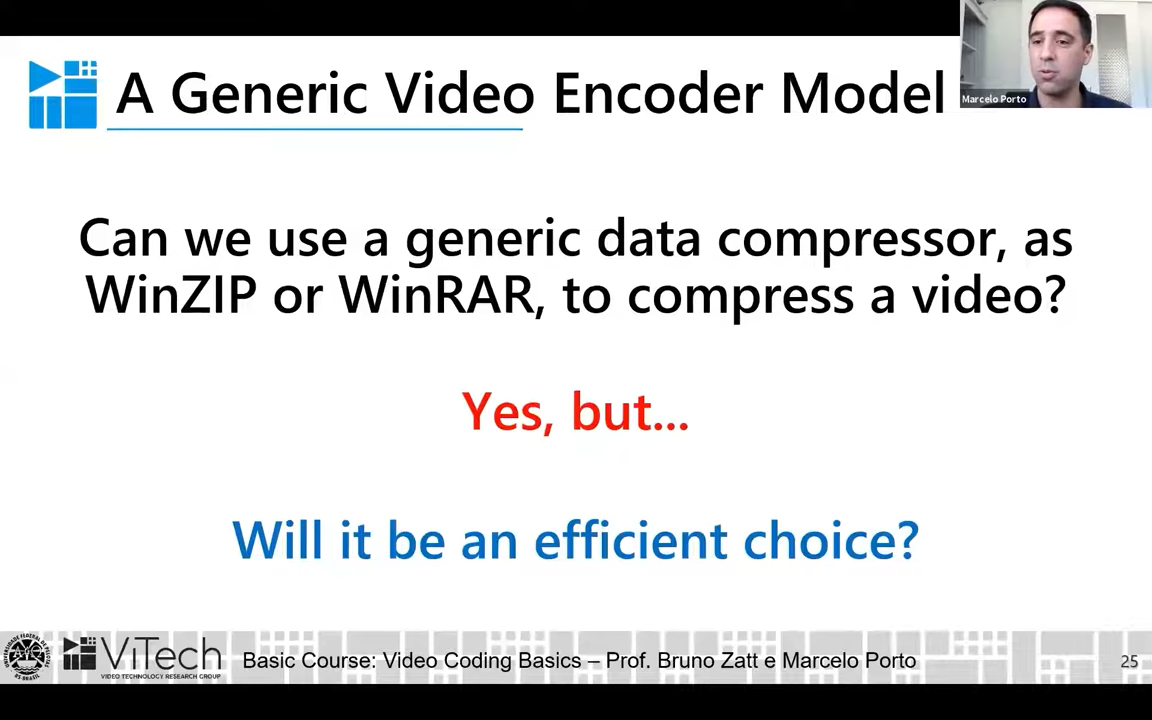 A Generic Video Encoder Model
Marcelo Porto
Can we use a generic data compressor, as
WinZIP or WinRAR, to compress a video?
Yes, but...
Will it be an efficient choice?
ViTech
VIDEO TECHNOLOGY RESEARCH GROUP
Basic Course: Video Coding Basics – Prof. Bruno Zatt e Marcelo Porto
25